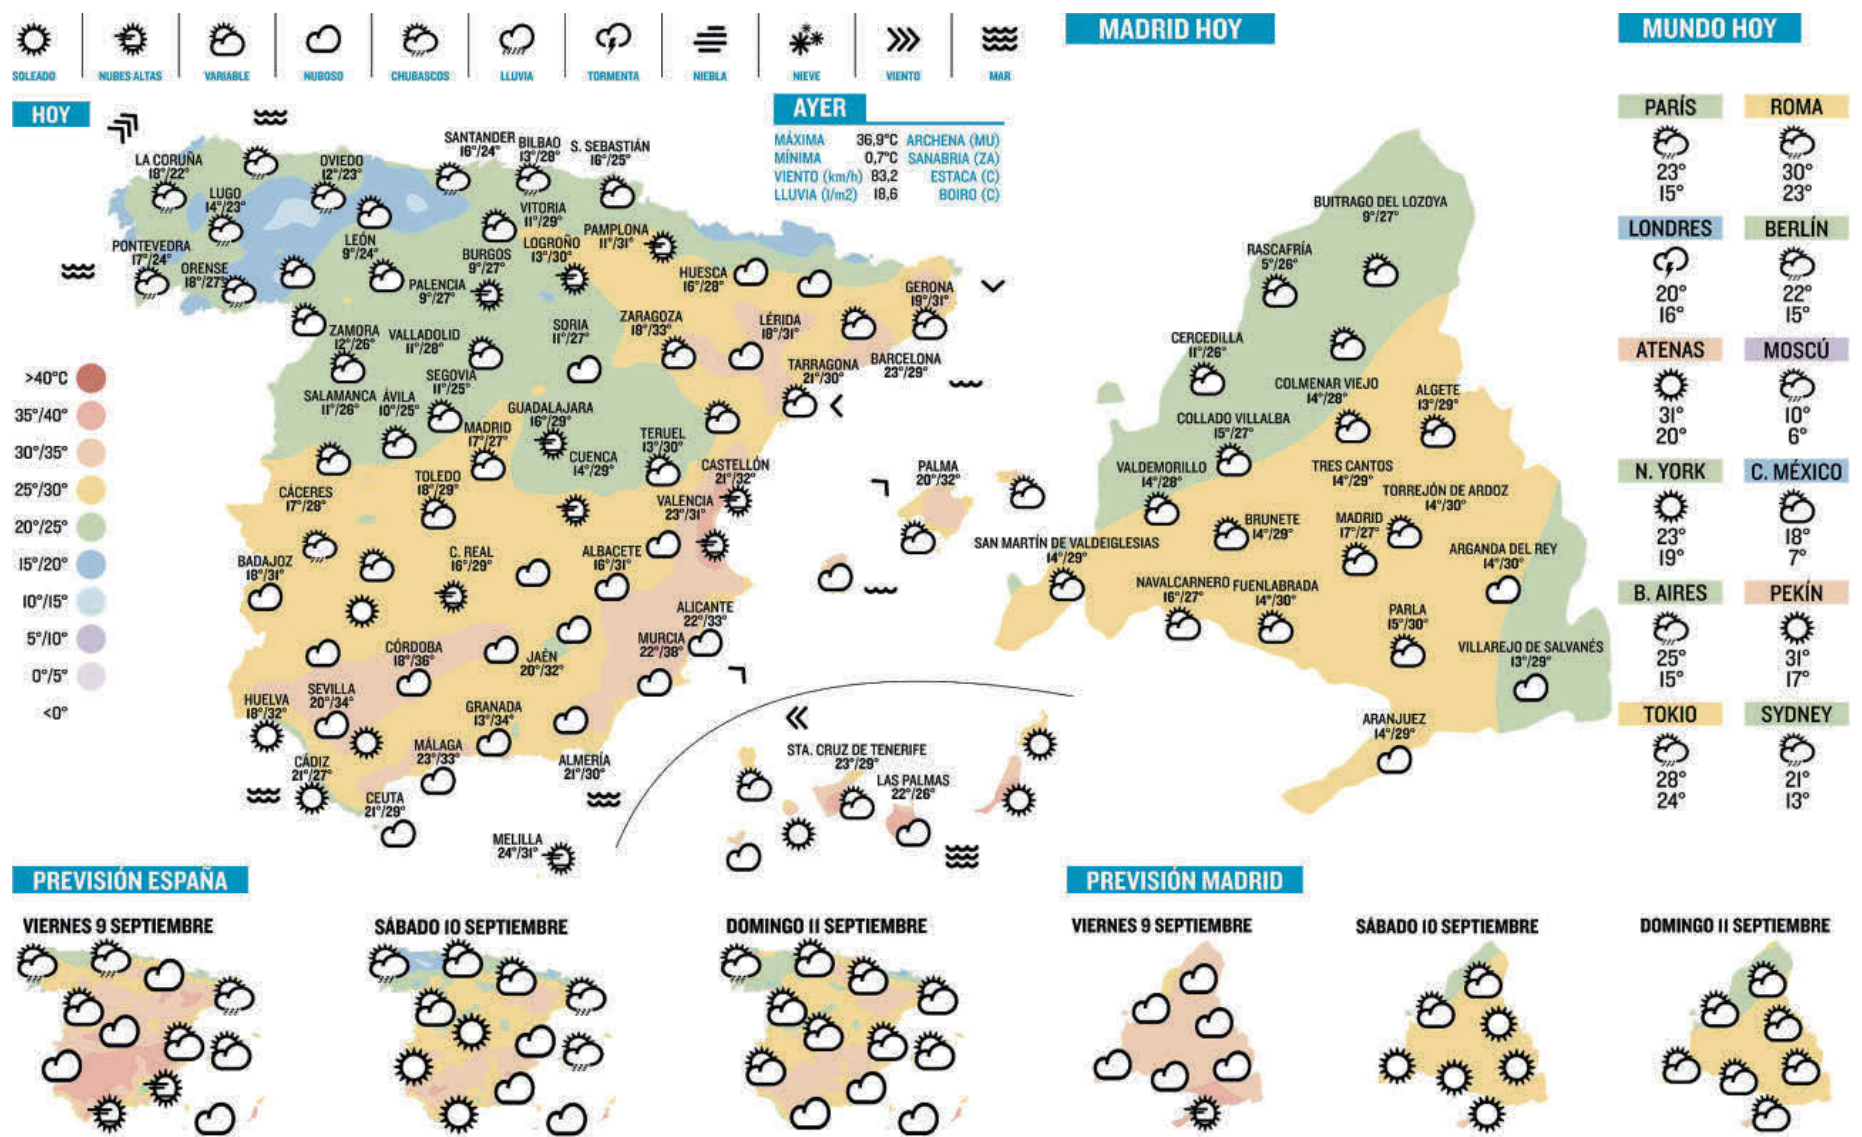 SOLEADO
NUBES ALTAS
VARIABLE
NUBOSO
CHUBASCOS
LLUVIA
TORMENTA
NIEBLA
NIEVE
VIENTO
MAR
HOY
AYER
MÁXIMA 36,9°C ARCHENA (MU)
MÍNIMA 0,7°C SANABRIA (ZA)
VIENTO (km/h) 83,2 ESTACA (C)
LLUVIA (l/m2) 18,6 BOIRO (C)
LA CORUÑA
18°/22°
OVIEDO
12°/23°
SANTANDER
16°/24°
BILBAO
13°/28°
S. SEBASTIÁN
16°/25°
LUGO
14°/23°
VITORIA
11°/29°
PAMPLONA
11°/31°
PONTEVEDRA
17°/24°
ORENSE
18°/27°
LEÓN
9°/24°
BURGOS
9°/27°
LOGROÑO
13°/30°
PALENCIA
9°/27°
HUESCA
16°/28°
GERONA
19°/31°
ZAMORA
12°/26°
VALLADOLID
11°/28°
SORIA
11°/27°
ZARAGOZA
18°/33°
LÉRIDA
18°/31°
TARRAGONA
21°/30°
BARCELONA
23°/29°
SALAMANCA
11°/26°
ÁVILA
10°/25°
SEGOVIA
11°/25°
GUADALAJARA
16°/29°
MADRID
17°/27°
CUENCA
14°/29°
TERUEL
13°/30°
CASTELLÓN
21°/32°
CÁCERES
17°/28°
TOLEDO
18°/29°
VALENCIA
23°/31°
PALMA
20°/32°
BADAJOZ
18°/31°
C. REAL
16°/29°
ALBACETE
16°/31°
ALICANTE
22°/33°
CÓRDOBA
18°/36°
JAÉN
20°/32°
MURCIA
22°/38°
HUELVA
18°/32°
SEVILLA
20°/34°
GRANADA
13°/34°
MÁLAGA
23°/33°
ALMERÍA
21°/30°
CÁDIZ
21°/27°
CEUTA
21°/29°
MELILLA
24°/31°
STA. CRUZ DE TENERIFE
23°/29°
LAS PALMAS
22°/26°
>40°C
35°/40°
30°/35°
25°/30°
20°/25°
15°/20°
10°/15°
5°/10°
0°/5°
<0°
MADRID HOY
BUITRAGO DEL LOZOYA
9°/27°
RASCAFRÍA
5°/26°
CERCEDILLA
11°/26°
COLMENAR VIEJO
14°/28°
ALGETE
13°/29°
COLLADO VILLALBA
15°/27°
VALDEMORILLO
14°/28°
TRES CANTOS
14°/29°
TORREJÓN DE ARDOZ
14°/30°
BRUNETE
14°/29°
MADRID
17°/27°
SAN MARTÍN DE VALDEIGLESIAS
14°/29°
ARGANDA DEL REY
14°/30°
NAVALCARNERO
16°/27°
FUENLABRADA
14°/30°
PARLA
15°/30°
VILLAREJO DE SALVANÉS
13°/29°
ARANJUEZ
14°/29°
MUNDO HOY
PARÍS
23°
15°
ROMA
30°
23°
LONDRES
20°
16°
BERLÍN
22°
15°
ATENAS
31°
20°
MOSCÚ
10°
6°
N. YORK
23°
19°
C. MÉXICO
18°
7°
B. AIRES
25°
15°
PEKÍN
31°
17°
TOKIO
28°
24°
SYDNEY
21°
13°
PREVISIÓN ESPAÑA
VIERNES 9 SEPTIEMBRE
SÁBADO 10 SEPTIEMBRE
DOMINGO 11 SEPTIEMBRE
PREVISIÓN MADRID
VIERNES 9 SEPTIEMBRE
SÁBADO 10 SEPTIEMBRE
DOMINGO 11 SEPTIEMBRE